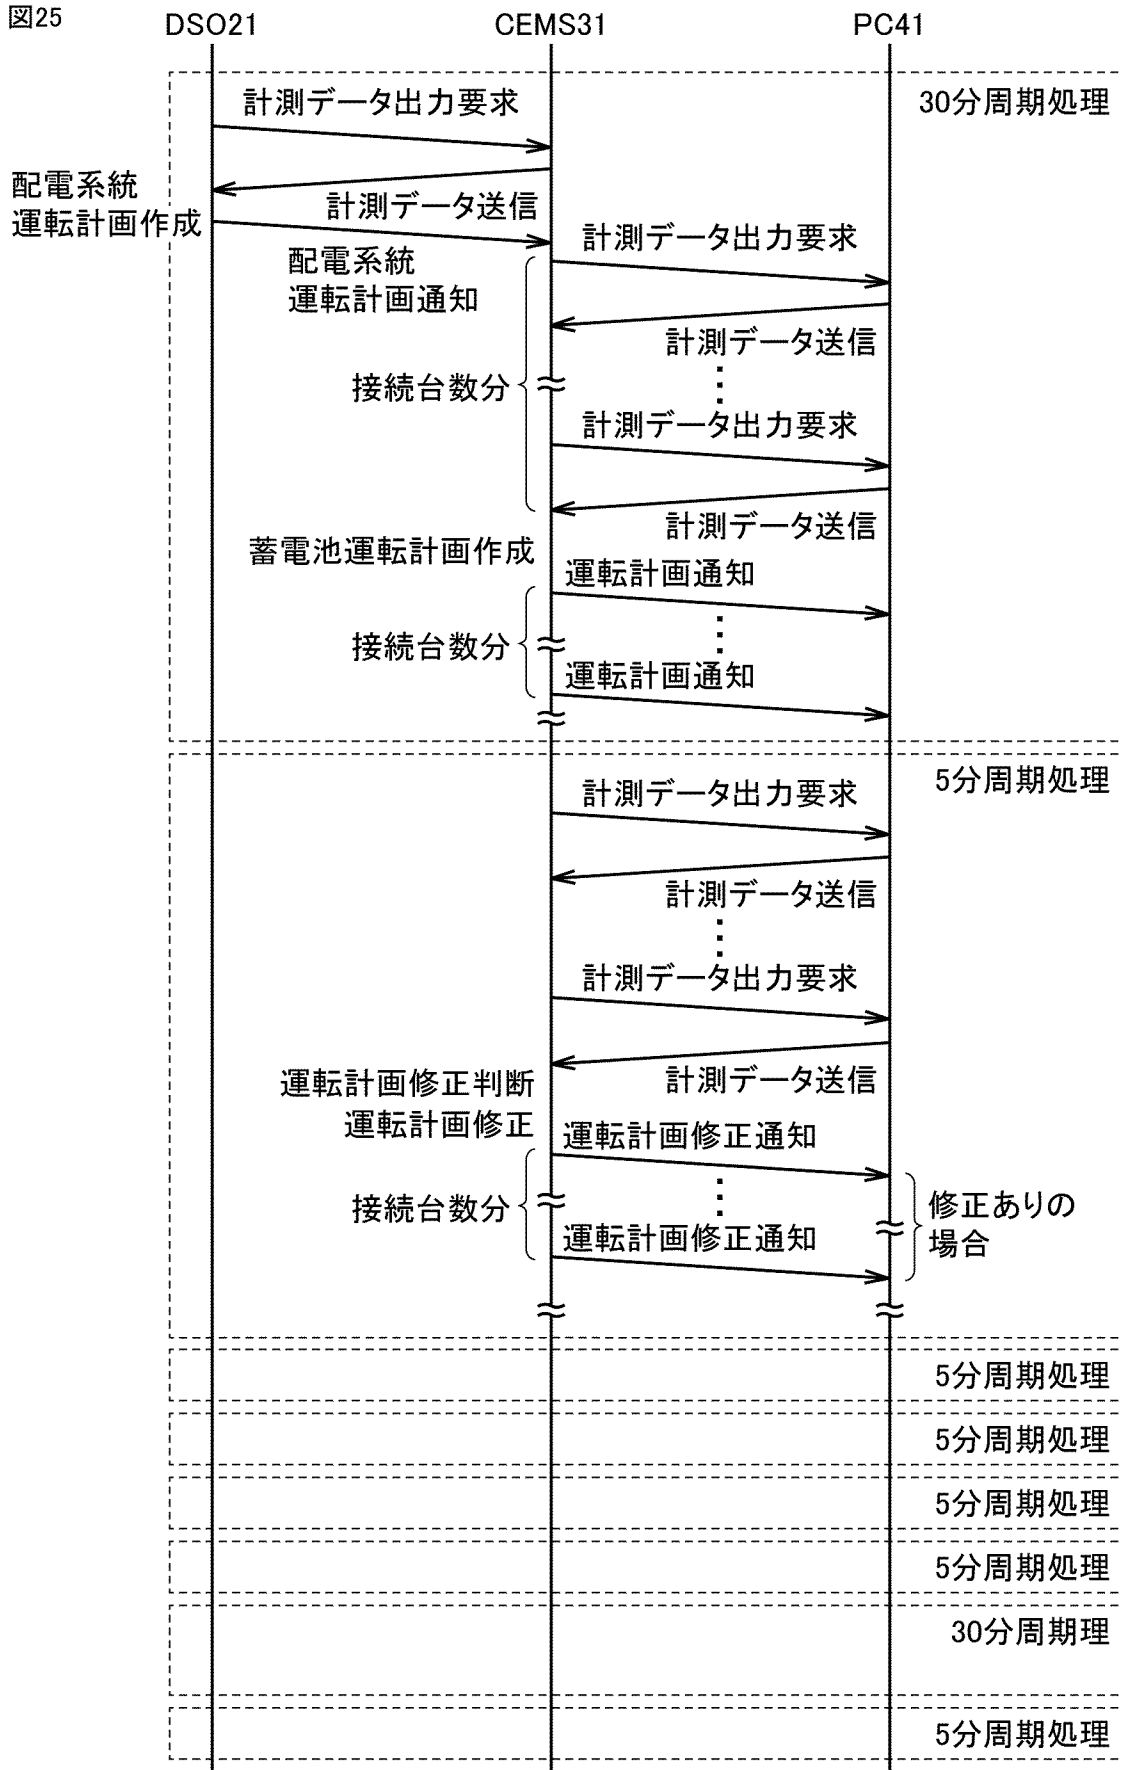 図25
DSO21
CEMS31
PC41
30分周期処理
計測データ出力要求
配電系統
運転計画作成
計測データ送信
計測データ出力要求
配電系統
運転計画通知
計測データ送信
接続台数分
計測データ出力要求
計測データ送信
蓄電池運転計画作成
運転計画通知
接続台数分
運転計画通知
5分周期処理
計測データ出力要求
計測データ送信
計測データ出力要求
計測データ送信
運転計画修正判断
運転計画修正
運転計画修正通知
接続台数分
修正ありの
場合
運転計画修正通知
5分周期処理
5分周期処理
5分周期処理
5分周期処理
30分周期理
5分周期処理